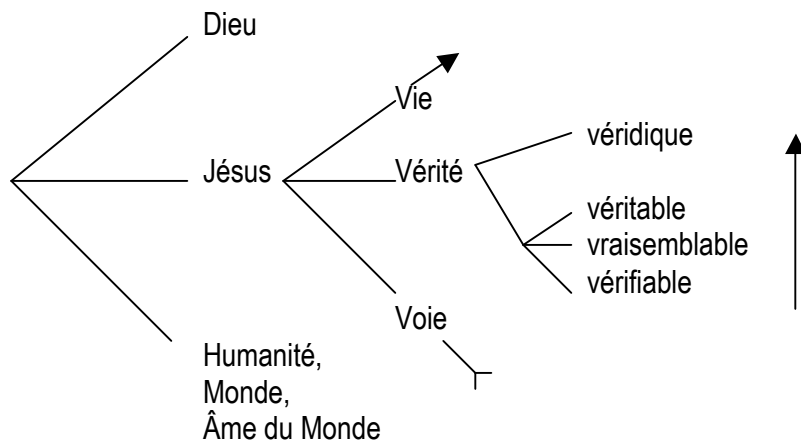 Dieu
Jésus
Humanité,
Monde,
Âme du Monde
Vie
Vérité
Voie
véridique
véritable
vraisemblable
vérifiable